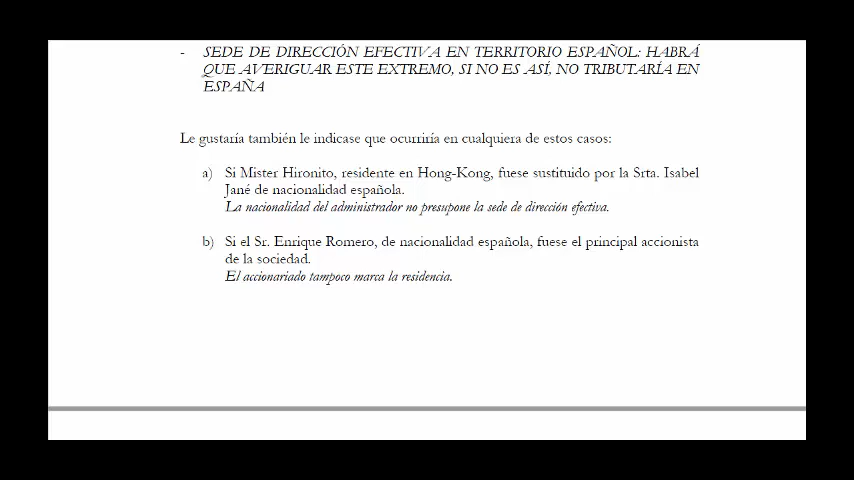 - SEDE DE DIRECCIÓN EFECTIVA EN TERRITORIO ESPAÑOL: HABRÁ
QUE AVERIGUAR ESTE EXTREMO, SI NO ES ASÍ, NO TRIBUTARÍA EN
ESPAÑA
Le gustaría también le indicase que ocurriría en cualquiera de estos casos:
a) Si Mister Hironito, residente en Hong-Kong, fuese sustituido por la Srta. Isabel
Jané de nacionalidad española.
La nacionalidad del administrador no presupone la sede de dirección efectiva.
b) Si el Sr. Enrique Romero, de nacionalidad española, fuese el principal accionista
de la sociedad.
El accionariado tampoco marca la residencia.